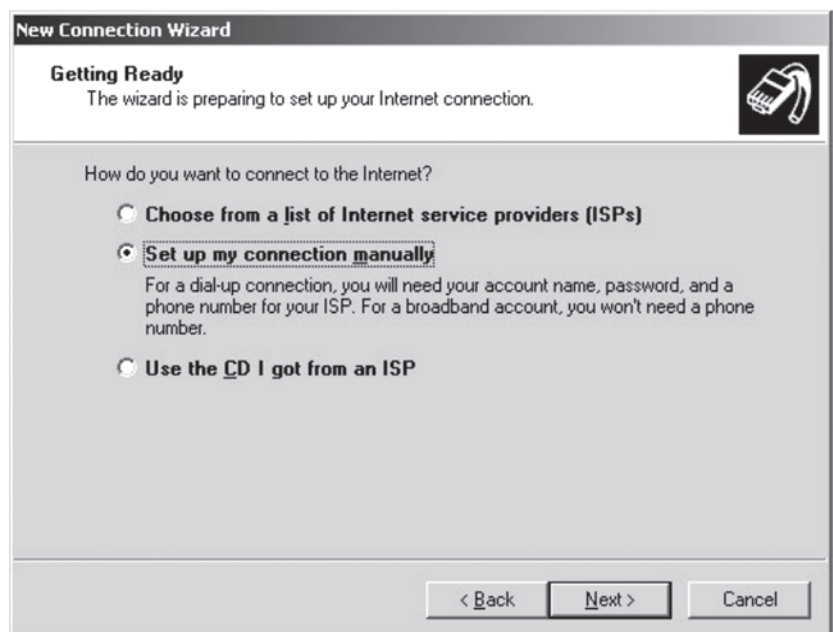 New Connection Wizard
Getting Ready
The wizard is preparing to set up your Internet connection.
How do you want to connect to the Internet?
Choose from a list of Internet service providers (ISPs)
Set up my connection manually
For a dial-up connection, you will need your account name, password, and a
phone number for your ISP. For a broadband account, you won't need a phone
number.
Use the CD I got from an ISP
< Back Next > Cancel